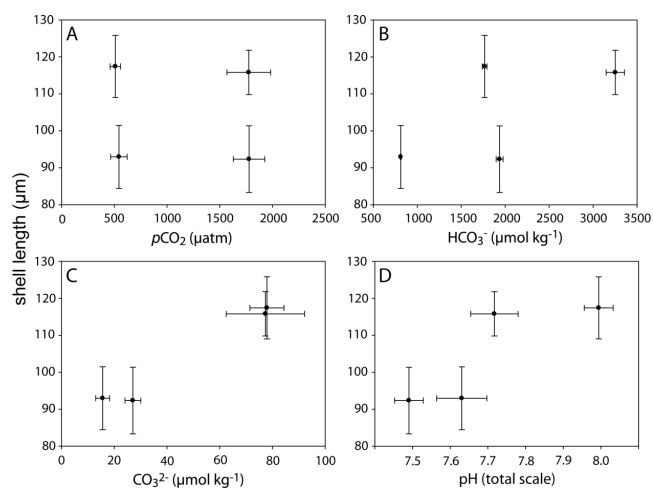 A
130
120
110
100
90
80
0 500 1000 1500 2000 2500
pCO₂ (µatm)
B
130
120
110
100
90
80
500 1000 1500 2000 2500 3000 3500
HCO₃⁻ (µmol kg⁻¹)
shell length (µm)
C
130
120
110
100
90
80
0 20 40 60 80 100
CO₃²⁻ (µmol kg⁻¹)
D
130
120
110
100
90
80
7.5 7.6 7.7 7.8 7.9 8.0
pH (total scale)